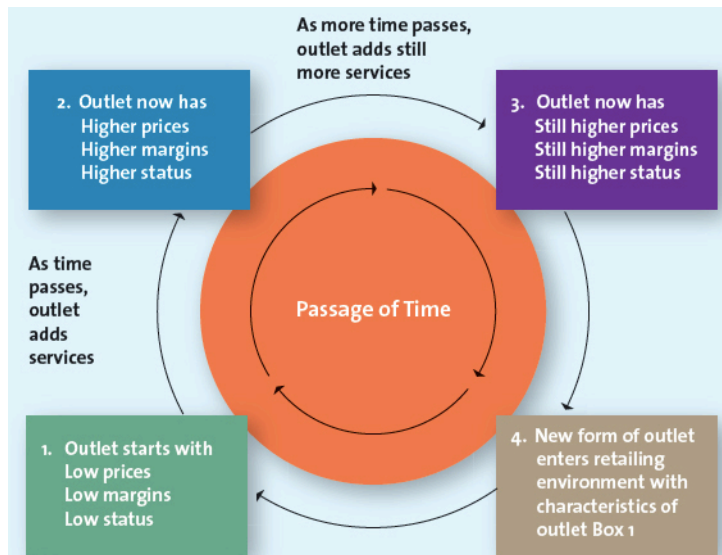 As more time passes,
outlet adds still
more services
2. Outlet now has
Higher prices
Higher margins
Higher status
3. Outlet now has
Still higher prices
Still higher margins
Still higher status
As time
passes,
outlet
adds
services
Passage of Time
1. Outlet starts with
Low prices
Low margins
Low status
4. New form of outlet
enters retailing
environment with
characteristics of
outlet Box 1